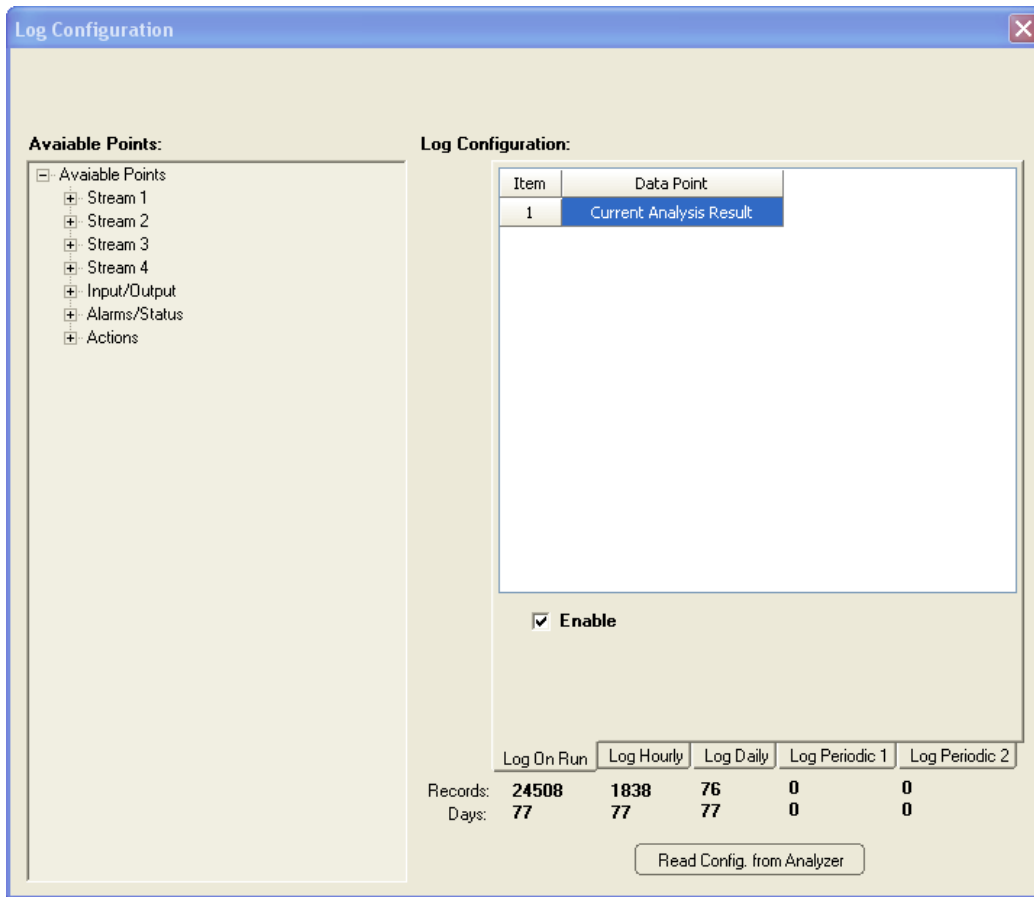 Log Configuration
Avaiable Points:
Avaiable Points
Stream 1
Stream 2
Stream 3
Stream 4
Input/Output
Alarms/Status
Actions
Log Configuration:
Item Data Point
1 Current Analysis Result
Enable
Log On Run Log Hourly Log Daily Log Periodic 1 Log Periodic 2
Records: 24508 1838 76 0 0
Days: 77 77 77 0 0
Read Config. from Analyzer